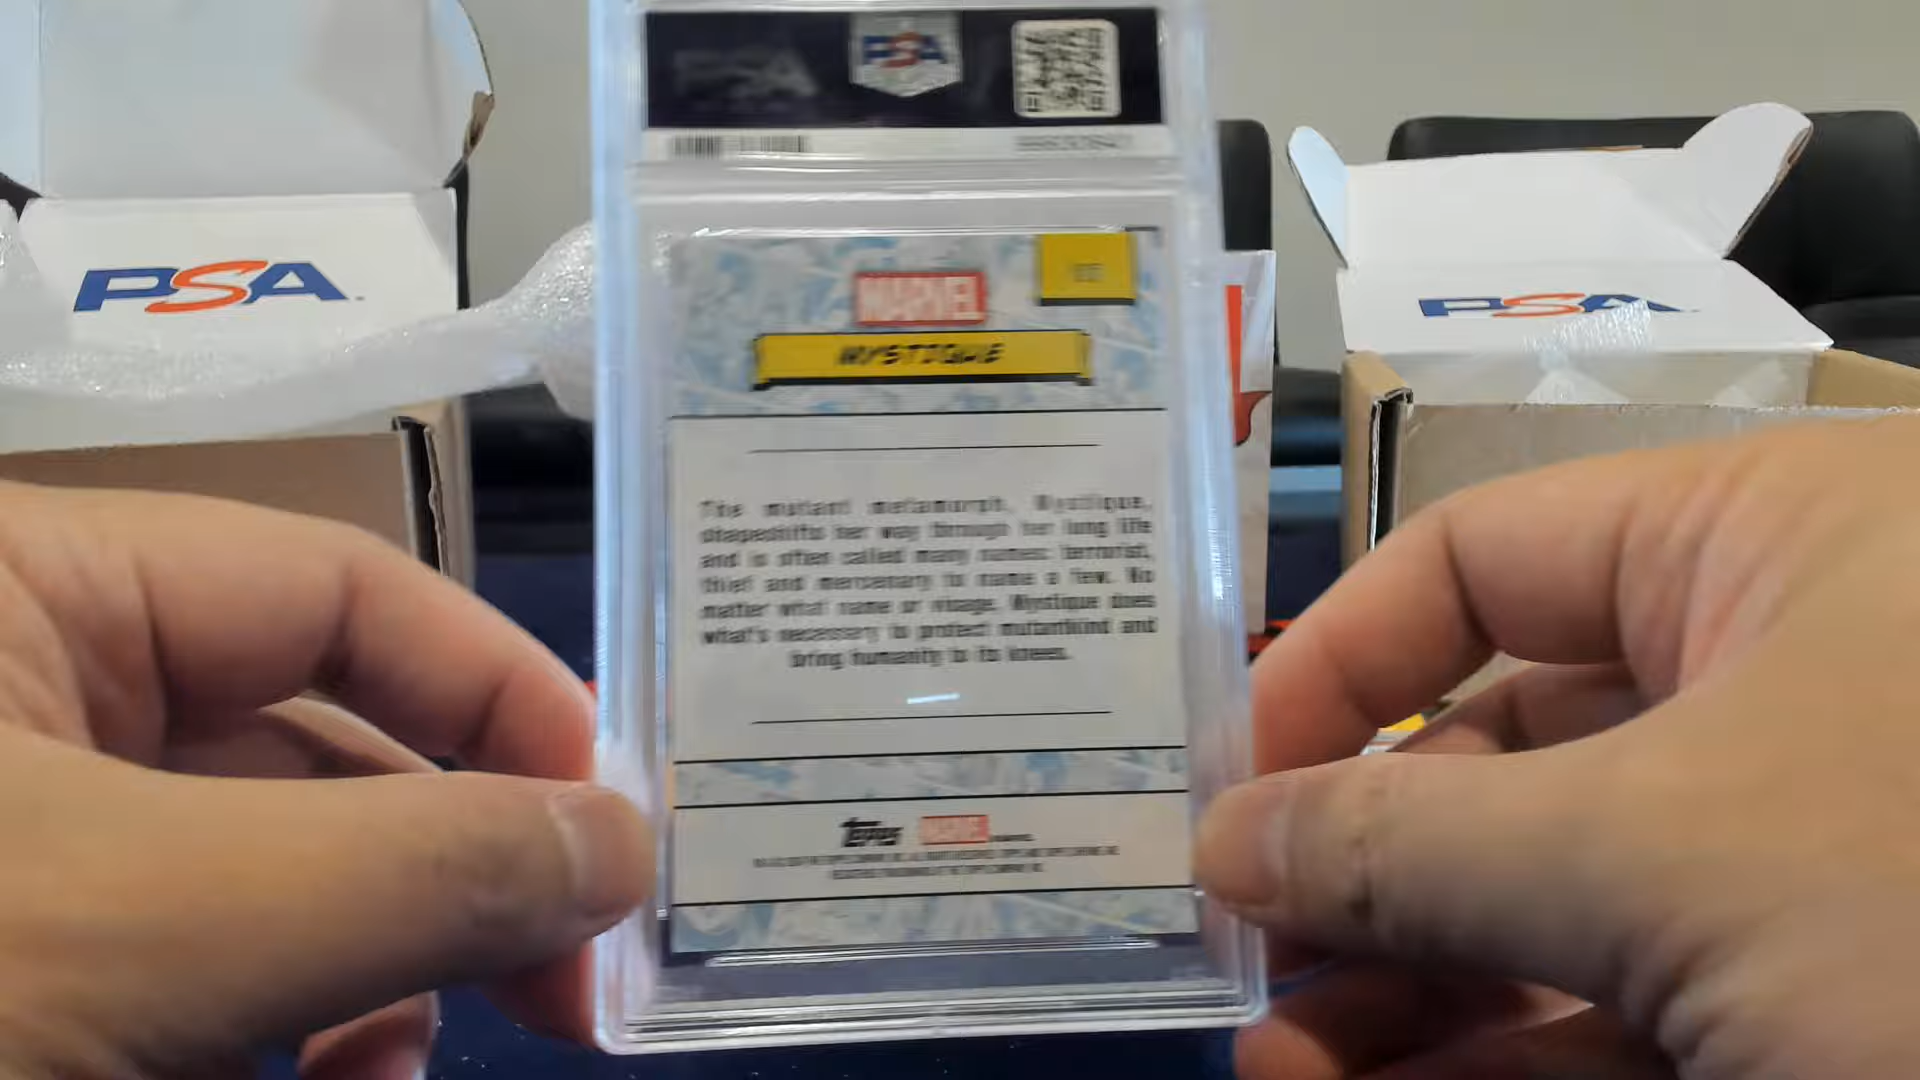 PSA
PSA
PSA
MARVEL
MYSTIQUE
The mutant metamorph, Mystique,
shapeshifts her way through her long life
and is often called many names: terrorist,
thief and mercenary to name a few. No
matter what name or visage, Mystique does
what's necessary to protect mutantkind and
bring humanity to its knees.
Topps MARVEL